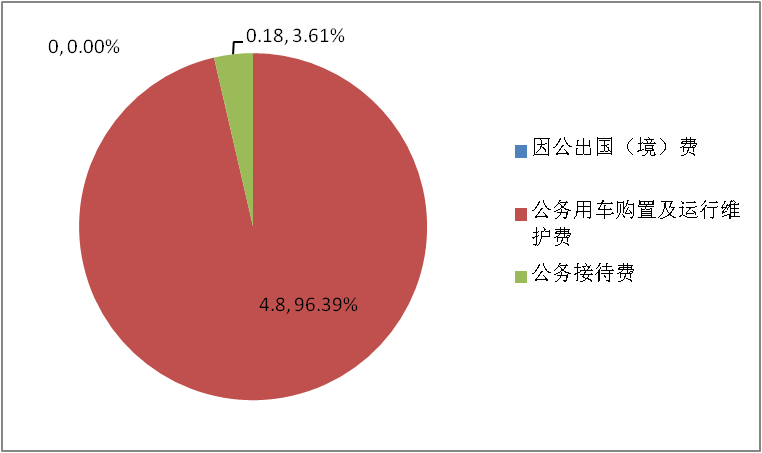 0, 0.00%
0.18, 3.61%
4.8, 96.39%
因公出国（境）费
公务用车购置及运行维
护费
公务接待费